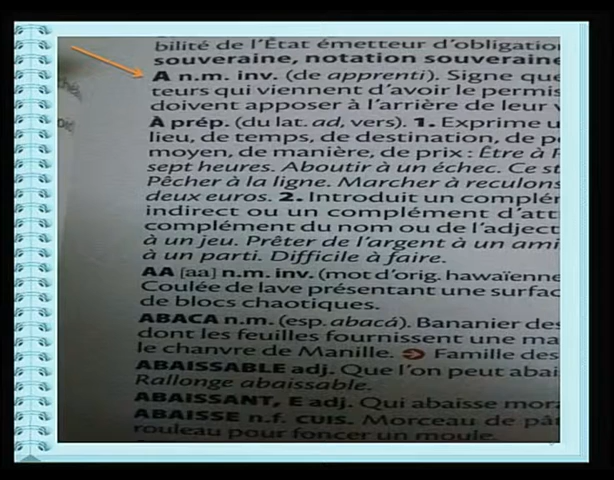 bilité de l'État émetteur d'obligation
souveraine, notation souveraine
A n.m. inv. (de apprenti). Signe que
teurs qui viennent d'avoir le permis
doivent apposer à l'arrière de leur v
À prép. (du lat. ad, vers). 1. Exprime u
lieu, de temps, de destination, de p
moyen, de manière, de prix : Être à P
sept heures. Aboutir à un échec. Ce st
Pêcher à la ligne. Marcher à reculons
deux euros. 2. Introduit un complém
indirect ou un complément d'att
complément du nom ou de l'adject
à un jeu. Prêter de l'argent à un ami
à un parti. Difficile à faire.
AA [aa] n.m. inv. (mot d'orig. hawaïenne
Coulée de lave présentant une surfac
de blocs chaotiques.
ABACA n.m. (esp. abacá). Bananier des
dont les feuilles fournissent une ma
le chanvre de Manille. Famille des
ABAISSABLE adj. Que l'on peut abai
Rallonge abaissable.
ABAISSANT, E adj. Qui abaisse mora
ABAISSE n.f. CUIS. Morceau de pât
rouleau pour foncer un moule.